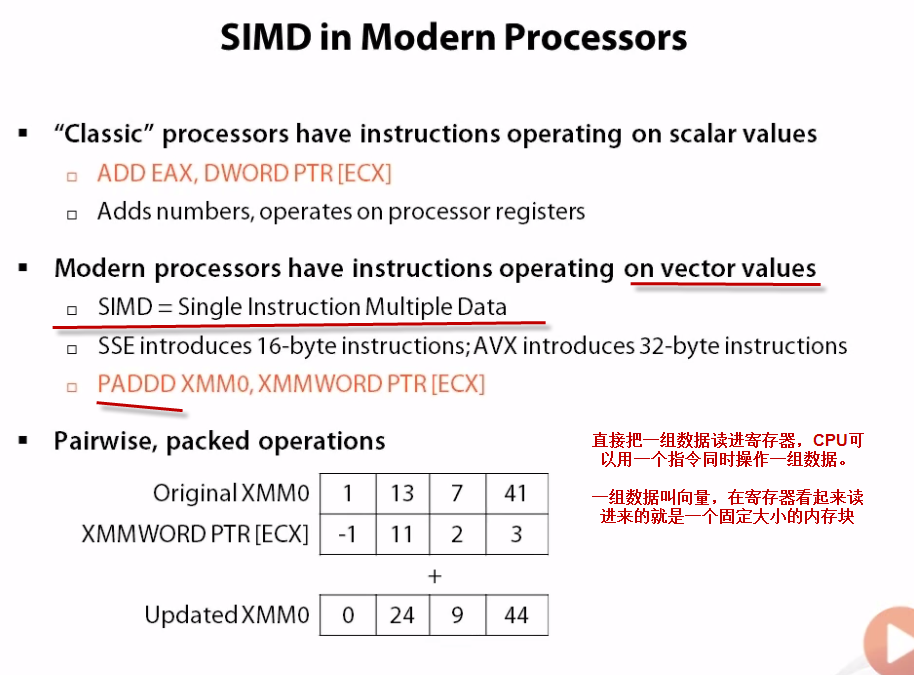 SIMD in Modern Processors
“Classic” processors have instructions operating on scalar values
ADD EAX, DWORD PTR [ECX]
Adds numbers, operates on processor registers
Modern processors have instructions operating on vector values
SIMD = Single Instruction Multiple Data
SSE introduces 16-byte instructions; AVX introduces 32-byte instructions
PADDD XMM0, XMMWORD PTR [ECX]
Pairwise, packed operations
Original XMM0 1 13 7 41
XMMWORD PTR [ECX] -1 11 2 3
+
Updated XMM0 0 24 9 44
直接把一组数据读进寄存器，CPU可
以用一个指令同时操作一组数据。
一组数据叫向量，在寄存器看起来读
进来的就是一个固定大小的内存块